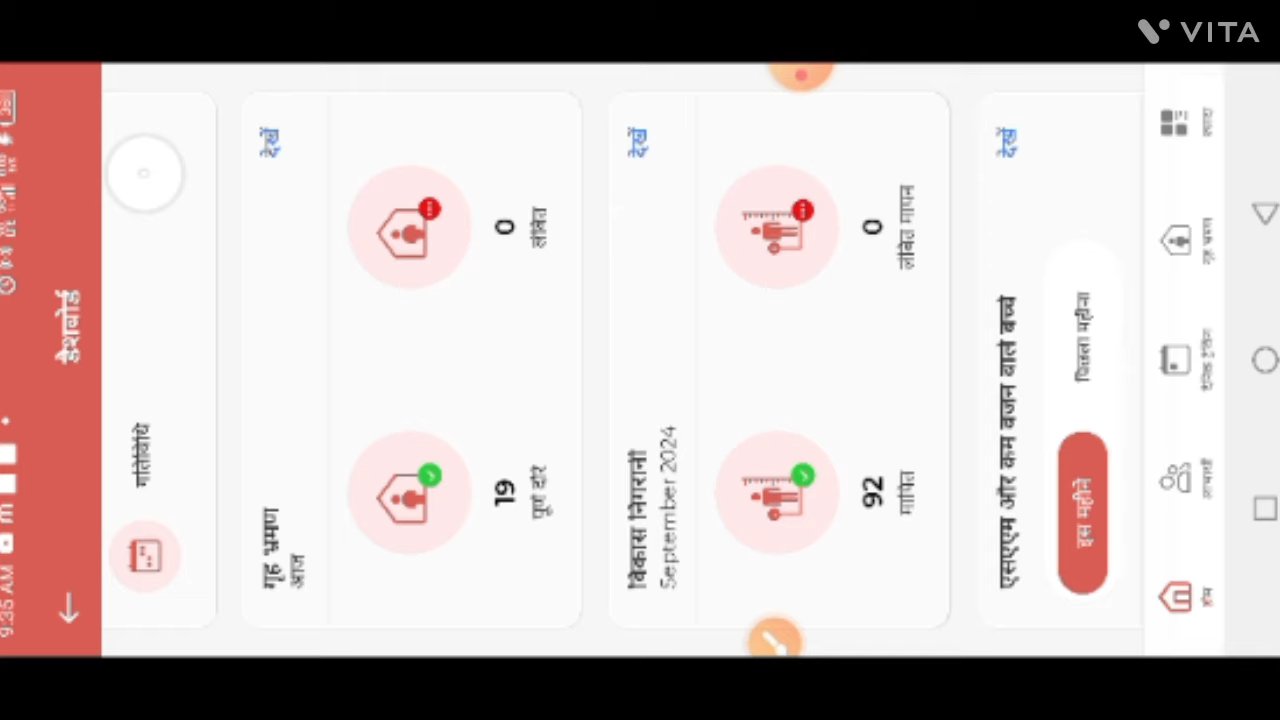 VITA
9:35 AM
डैशबोर्ड
गतिविधि
गृह भ्रमण
आज
देखें
19
पूर्ण दौरे
0
लंबित
विकास निगरानी
September 2024
देखें
92
मापित
0
लंबित मापन
एसएएम और कम वजन वाले बच्चे
देखें
इस महीने
पिछला महीना
होम
लाभार्थी
दैनिक ट्रैकिंग
गृह भ्रमण